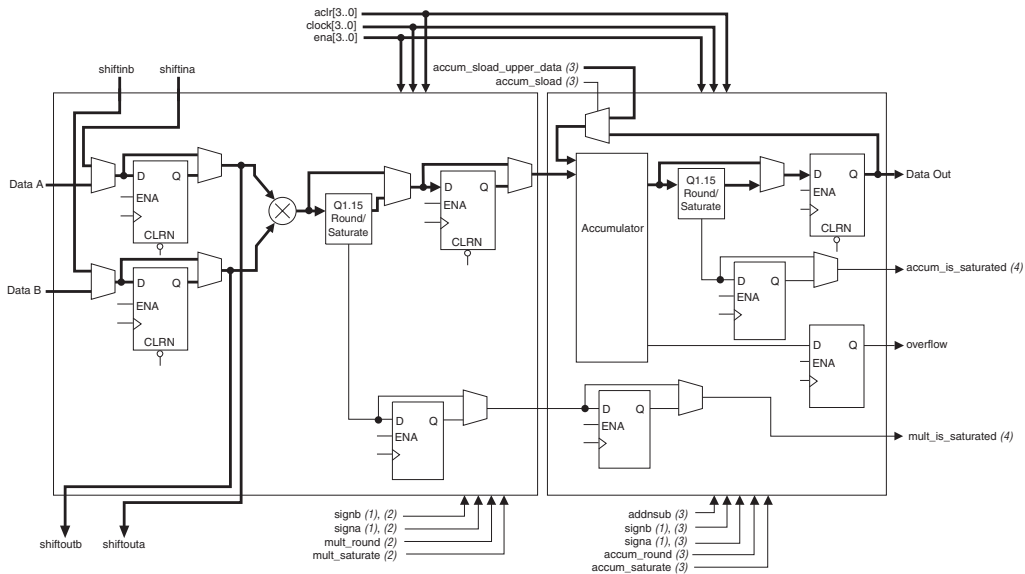 aclr[3..0]
clock[3..0]
ena[3..0]
shiftinb
shiftina
accum_sload_upper_data (3)
accum_sload (3)
Data A
D
Q
ENA
CLRN
Q1.15
Round/
Saturate
D
Q
ENA
CLRN
Accumulator
Q1.15
Round/
Saturate
D
Q
ENA
CLRN
Data Out
Data B
D
Q
ENA
CLRN
D
Q
ENA
accum_is_saturated (4)
D
Q
ENA
overflow
D
Q
ENA
D
Q
ENA
mult_is_saturated (4)
shiftoutb
shiftouta
signb (1), (2)
signa (1), (2)
mult_round (2)
mult_saturate (2)
addnsub (3)
signb (1), (3)
signa (1), (3)
accum_round (3)
accum_saturate (3)